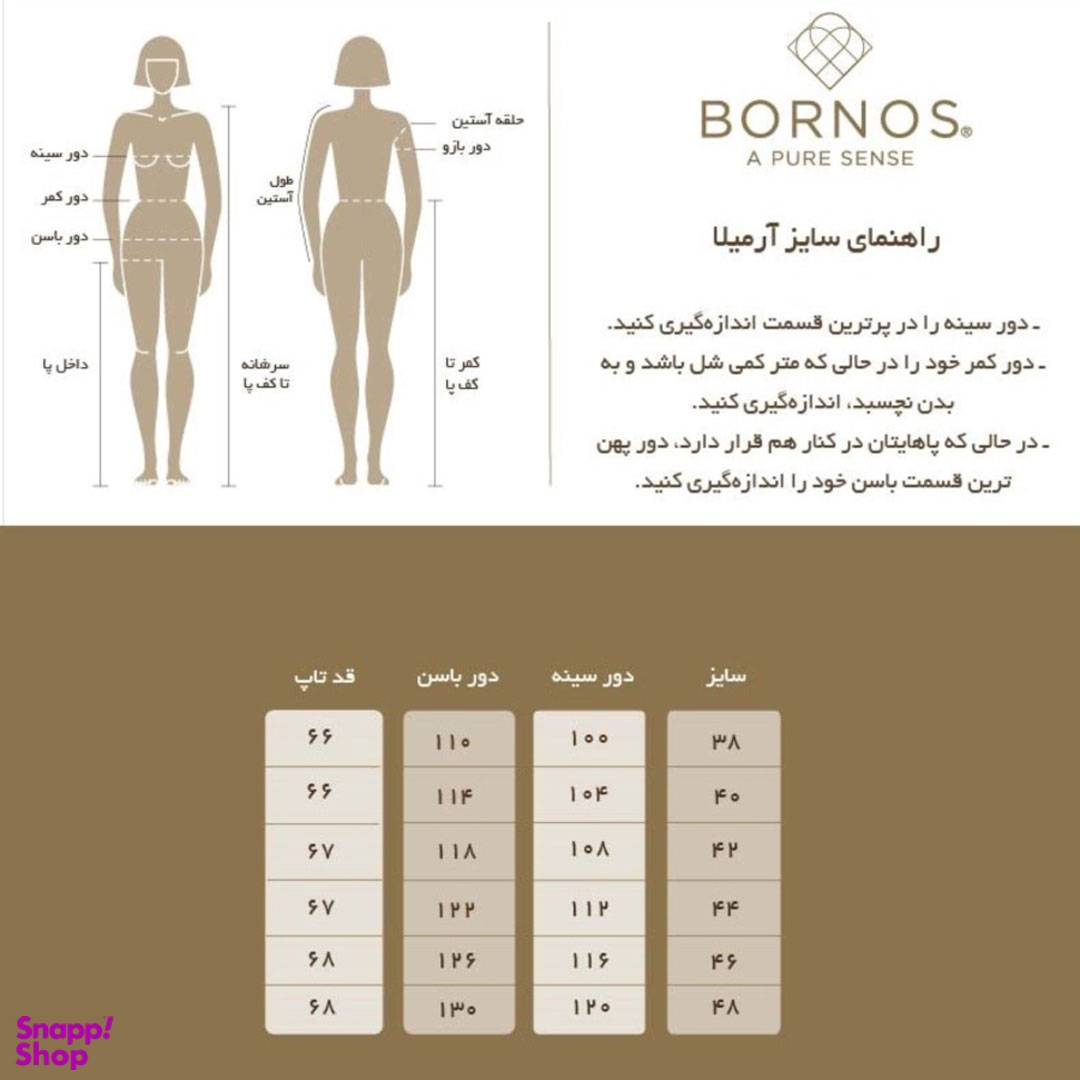 BORNOS®
A PURE SENSE
راهنمای سایز آرمیلا
ـ دور سینه را در پرترین قسمت اندازه‌گیری کنید.
ـ دور کمر خود را در حالی که متر کمی شل باشد و به
بدن نچسبد، اندازه‌گیری کنید.
ـ در حالی که پاهایتان در کنار هم قرار دارد، دور پهن
ترین قسمت باسن خود را اندازه‌گیری کنید.
حلقه آستین
دور بازو
طول
آستین
کمر تا
کف پا
دور سینه
دور کمر
دور باسن
داخل پا
سرشانه
تا کف پا
سایز دور سینه دور باسن قد تاپ
۳۸ ۱۰۰ ۱۱۰ ۶۶
۴۰ ۱۰۴ ۱۱۴ ۶۶
۴۲ ۱۰۸ ۱۱۸ ۶۷
۴۴ ۱۱۲ ۱۲۲ ۶۷
۴۶ ۱۱۶ ۱۲۶ ۶۸
۴۸ ۱۲۰ ۱۳۰ ۶۸
Snapp!
Shop